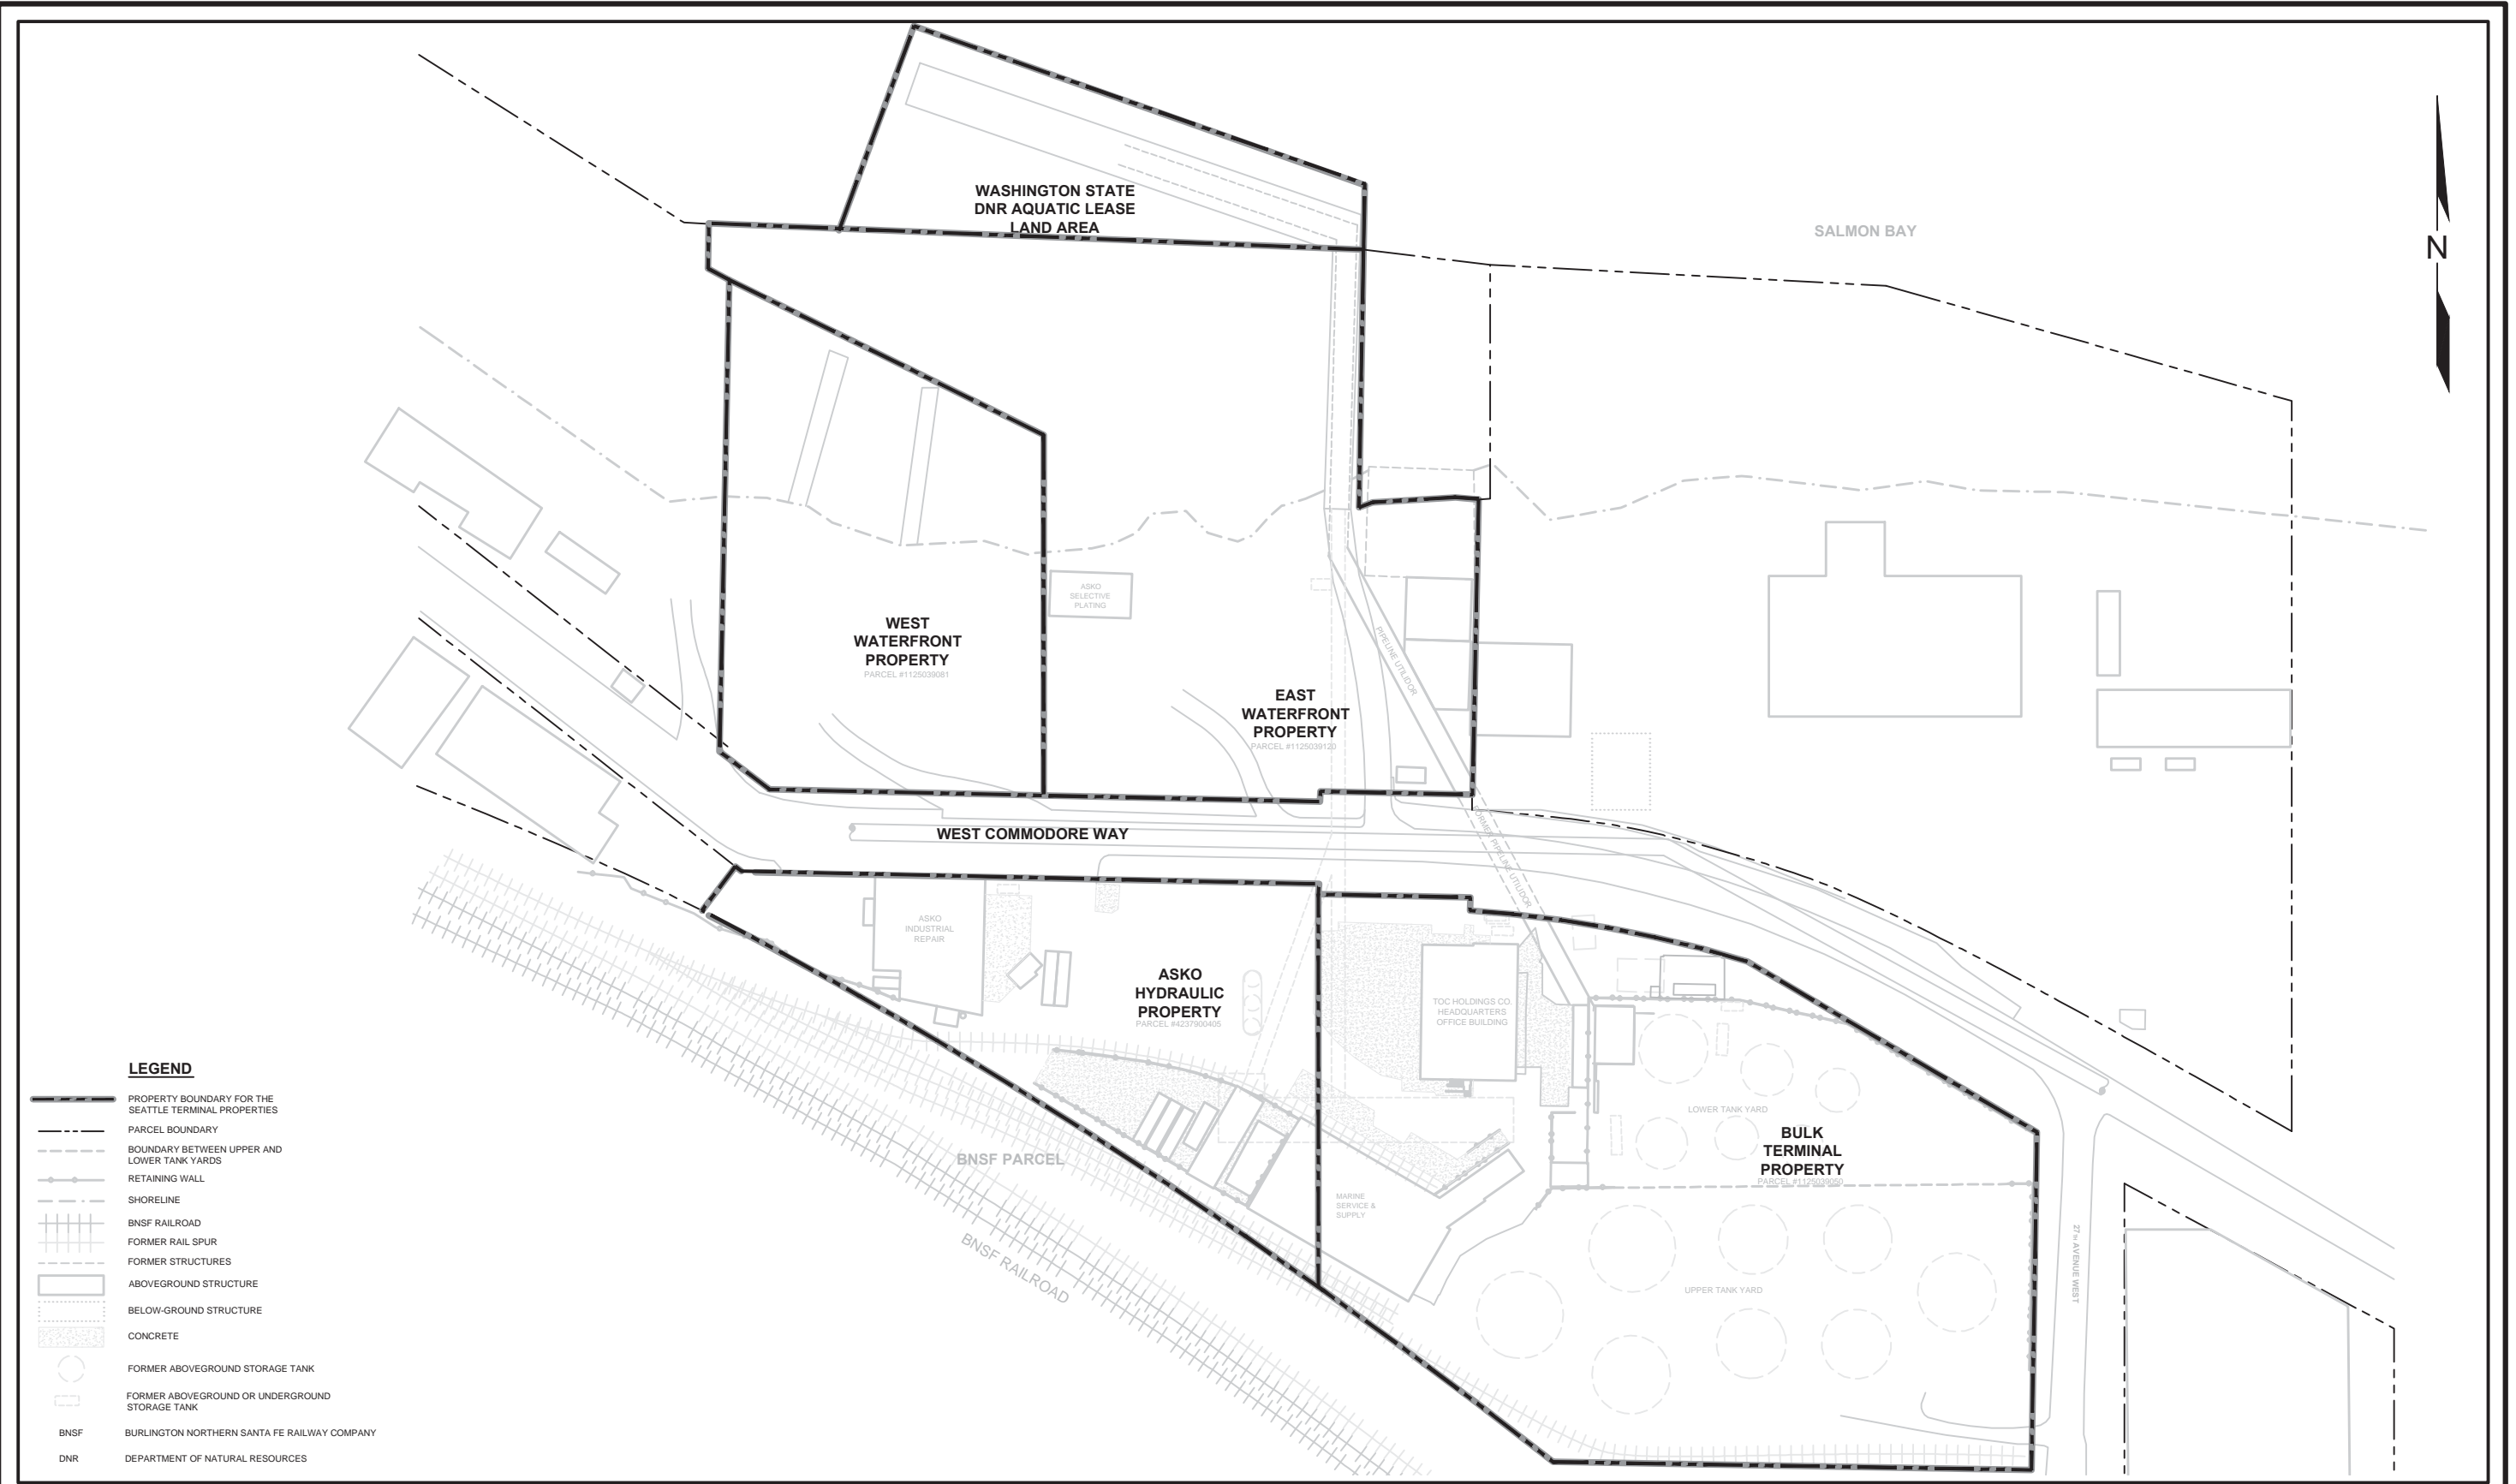 WASHINGTON STATE
DNR AQUATIC LEASE
LAND AREA
SALMON BAY
N
ASKO
SELECTIVE
PLATING
WEST
WATERFRONT
PROPERTY
PARCEL #1125039081
PIPELINE UTILIDOR
EAST
WATERFRONT
PROPERTY
PARCEL #1125039120
WEST COMMODORE WAY
FORMER PIPELINE UTILIDOR
ASKO
INDUSTRIAL
REPAIR
ASKO
HYDRAULIC
PROPERTY
PARCEL #4237900405
TOC HOLDINGS CO.
HEADQUARTERS
OFFICE BUILDING
LOWER TANK YARD
BULK
TERMINAL
PROPERTY
PARCEL #1125039050
BNSF PARCEL
MARINE
SERVICE &
SUPPLY
BNSF RAILROAD
UPPER TANK YARD
27TH AVENUE WEST
LEGEND
PROPERTY BOUNDARY FOR THE
SEATTLE TERMINAL PROPERTIES
PARCEL BOUNDARY
BOUNDARY BETWEEN UPPER AND
LOWER TANK YARDS
RETAINING WALL
SHORELINE
BNSF RAILROAD
FORMER RAIL SPUR
FORMER STRUCTURES
ABOVEGROUND STRUCTURE
BELOW-GROUND STRUCTURE
CONCRETE
FORMER ABOVEGROUND STORAGE TANK
FORMER ABOVEGROUND OR UNDERGROUND
STORAGE TANK
BNSF BURLINGTON NORTHERN SANTA FE RAILWAY COMPANY
DNR DEPARTMENT OF NATURAL RESOURCES